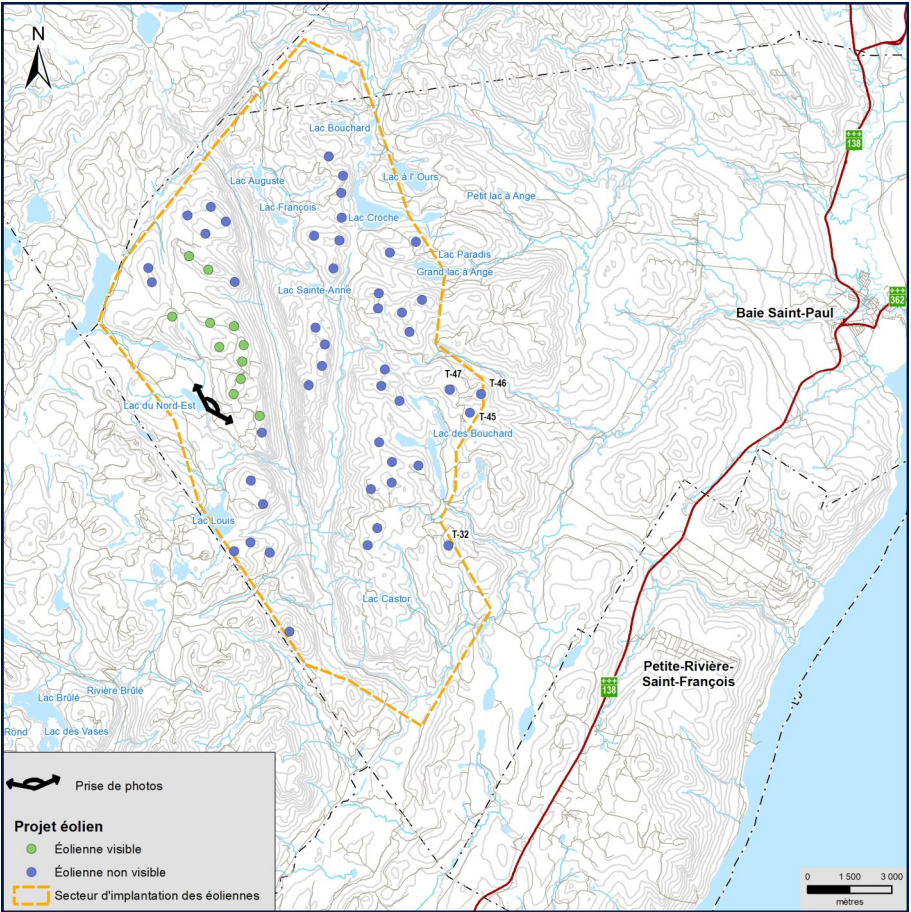 N
Lac Bouchard
138
Lac Auguste
Lac à l' Ours
Lac François
Petit lac à Ange
Lac Croche
Lac Paradis
Grand lac à Ange
Lac Sainte-Anne
362
Baie Saint-Paul
T-47
T-46
Lac du Nord-Est
T-45
Lac des Bouchard
Lac Louis
T-32
Lac Castor
Petite-Rivière-
Saint-François
138
Lac Brûlé
Rivière Brûlé
Rond
Lac des Vases
Prise de photos
Projet éolien
Éolienne visible
Éolienne non visible
Secteur d'implantation des éoliennes
0 1 500 3 000
mètres